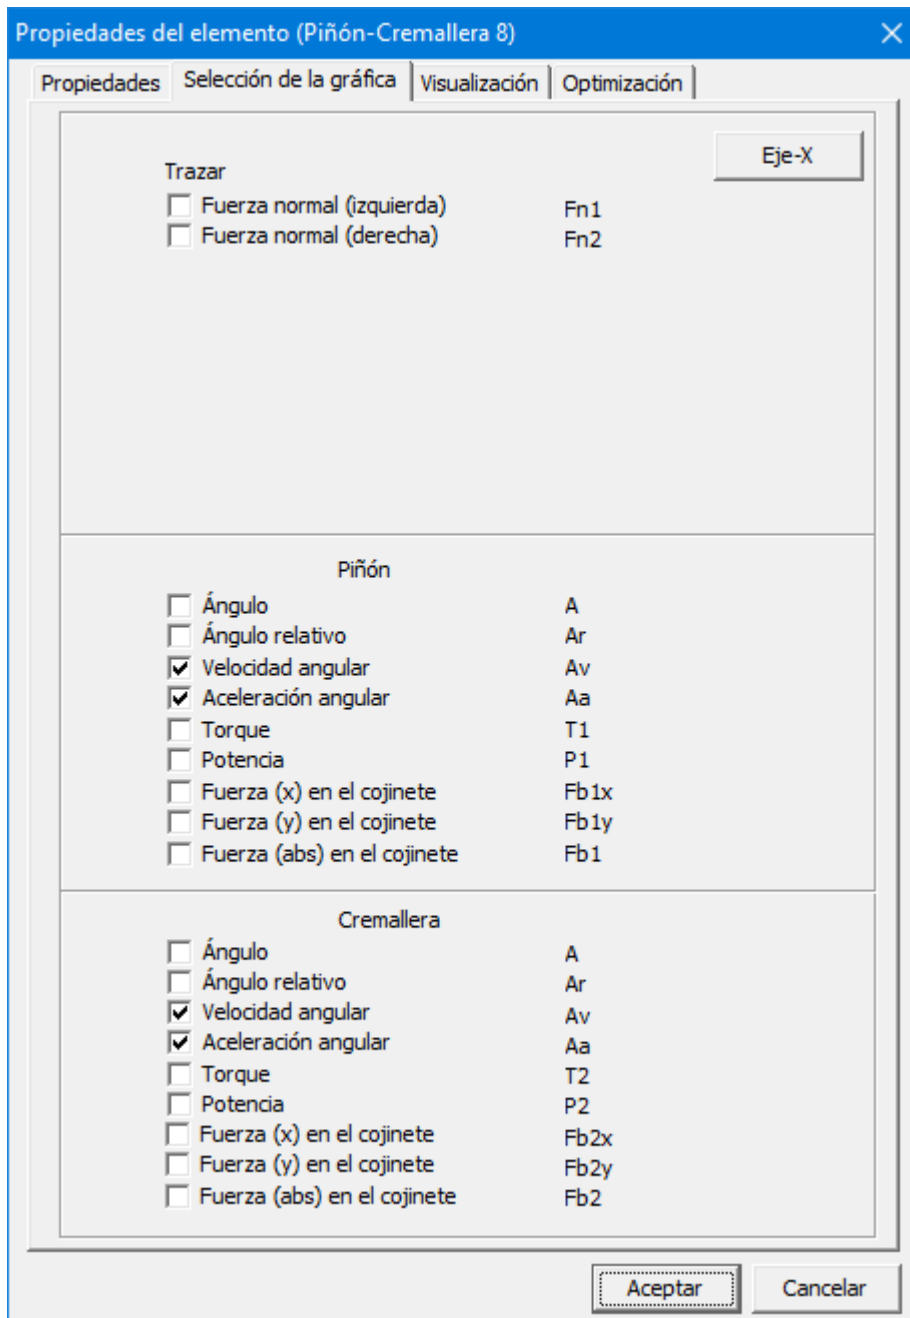 Propiedades del elemento (Piñón-Cremallera 8)
Propiedades Selección de la gráfica Visualización Optimización
Eje-X
Trazar
Fuerza normal (izquierda) Fn1
Fuerza normal (derecha) Fn2
Piñón
Ángulo A
Ángulo relativo Ar
Velocidad angular Av
Aceleración angular Aa
Torque T1
Potencia P1
Fuerza (x) en el cojinete Fb1x
Fuerza (y) en el cojinete Fb1y
Fuerza (abs) en el cojinete Fb1
Cremallera
Ángulo A
Ángulo relativo Ar
Velocidad angular Av
Aceleración angular Aa
Torque T2
Potencia P2
Fuerza (x) en el cojinete Fb2x
Fuerza (y) en el cojinete Fb2y
Fuerza (abs) en el cojinete Fb2
Aceptar Cancelar